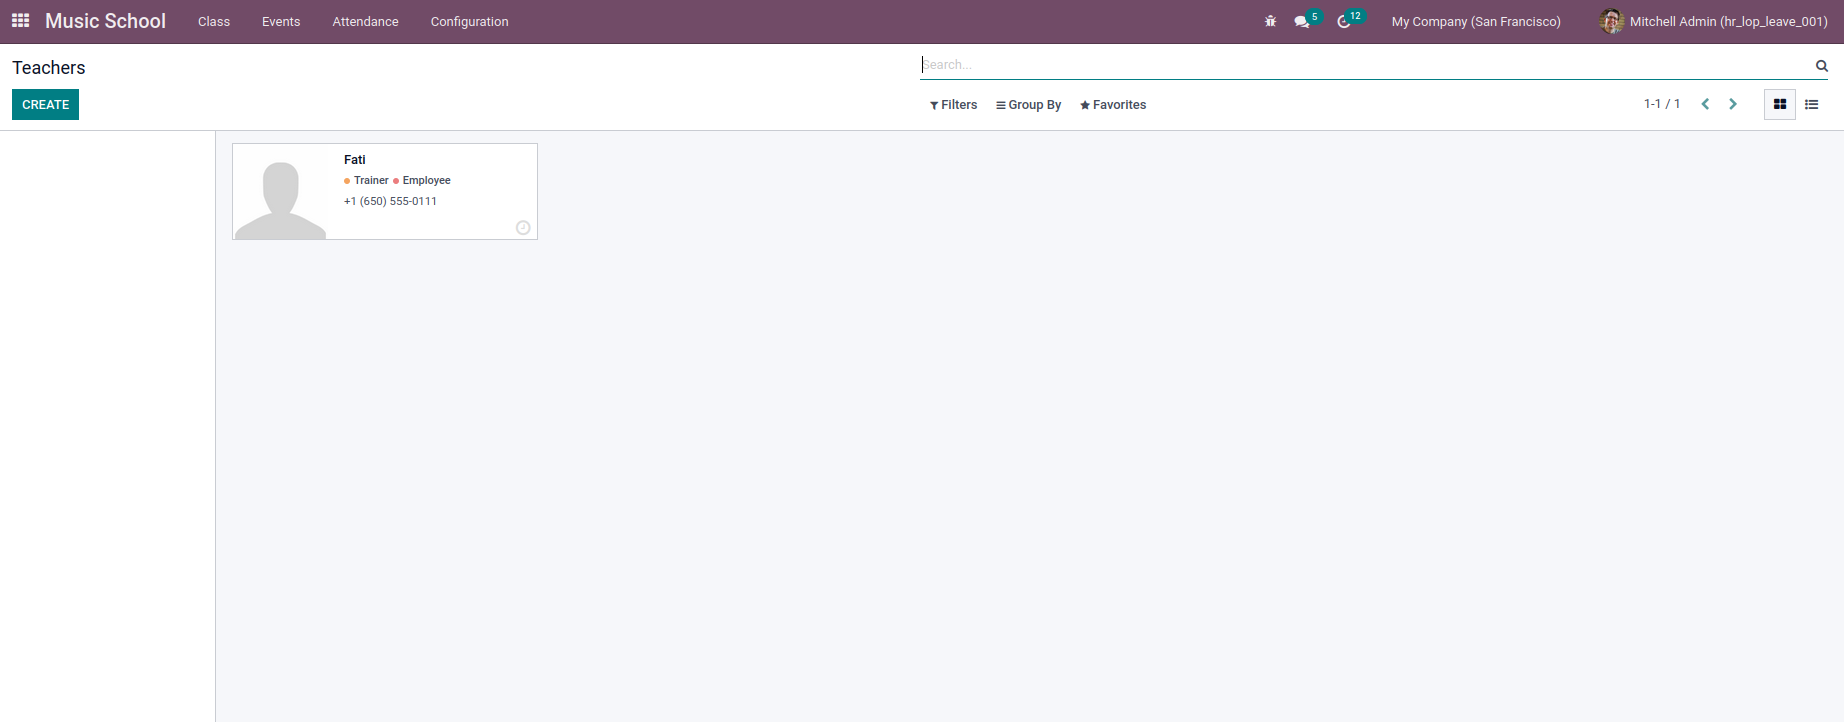 Music School Class Events Attendance Configuration 5 12 My Company (San Francisco) Mitchell Admin (hr_lop_leave_001)
Teachers Search...
CREATE Filters Group By Favorites 1-1 / 1
Fati
Trainer Employee
+1 (650) 555-0111